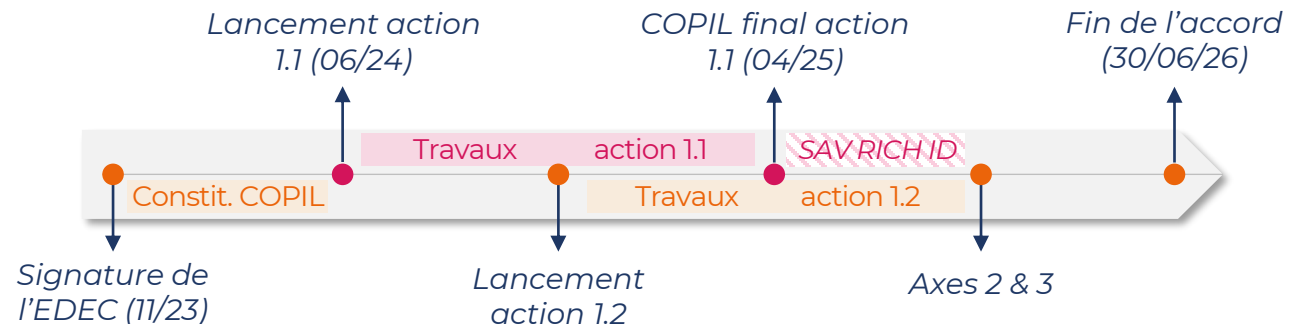 Lancement action
1.1 (06/24)
COPIL final action
1.1 (04/25)
Fin de l’accord
(30/06/26)
Travaux action 1.1
SAV RICH ID
Constit. COPIL
Travaux action 1.2
Signature de
l’EDEC (11/23)
Lancement
action 1.2
Axes 2 & 3